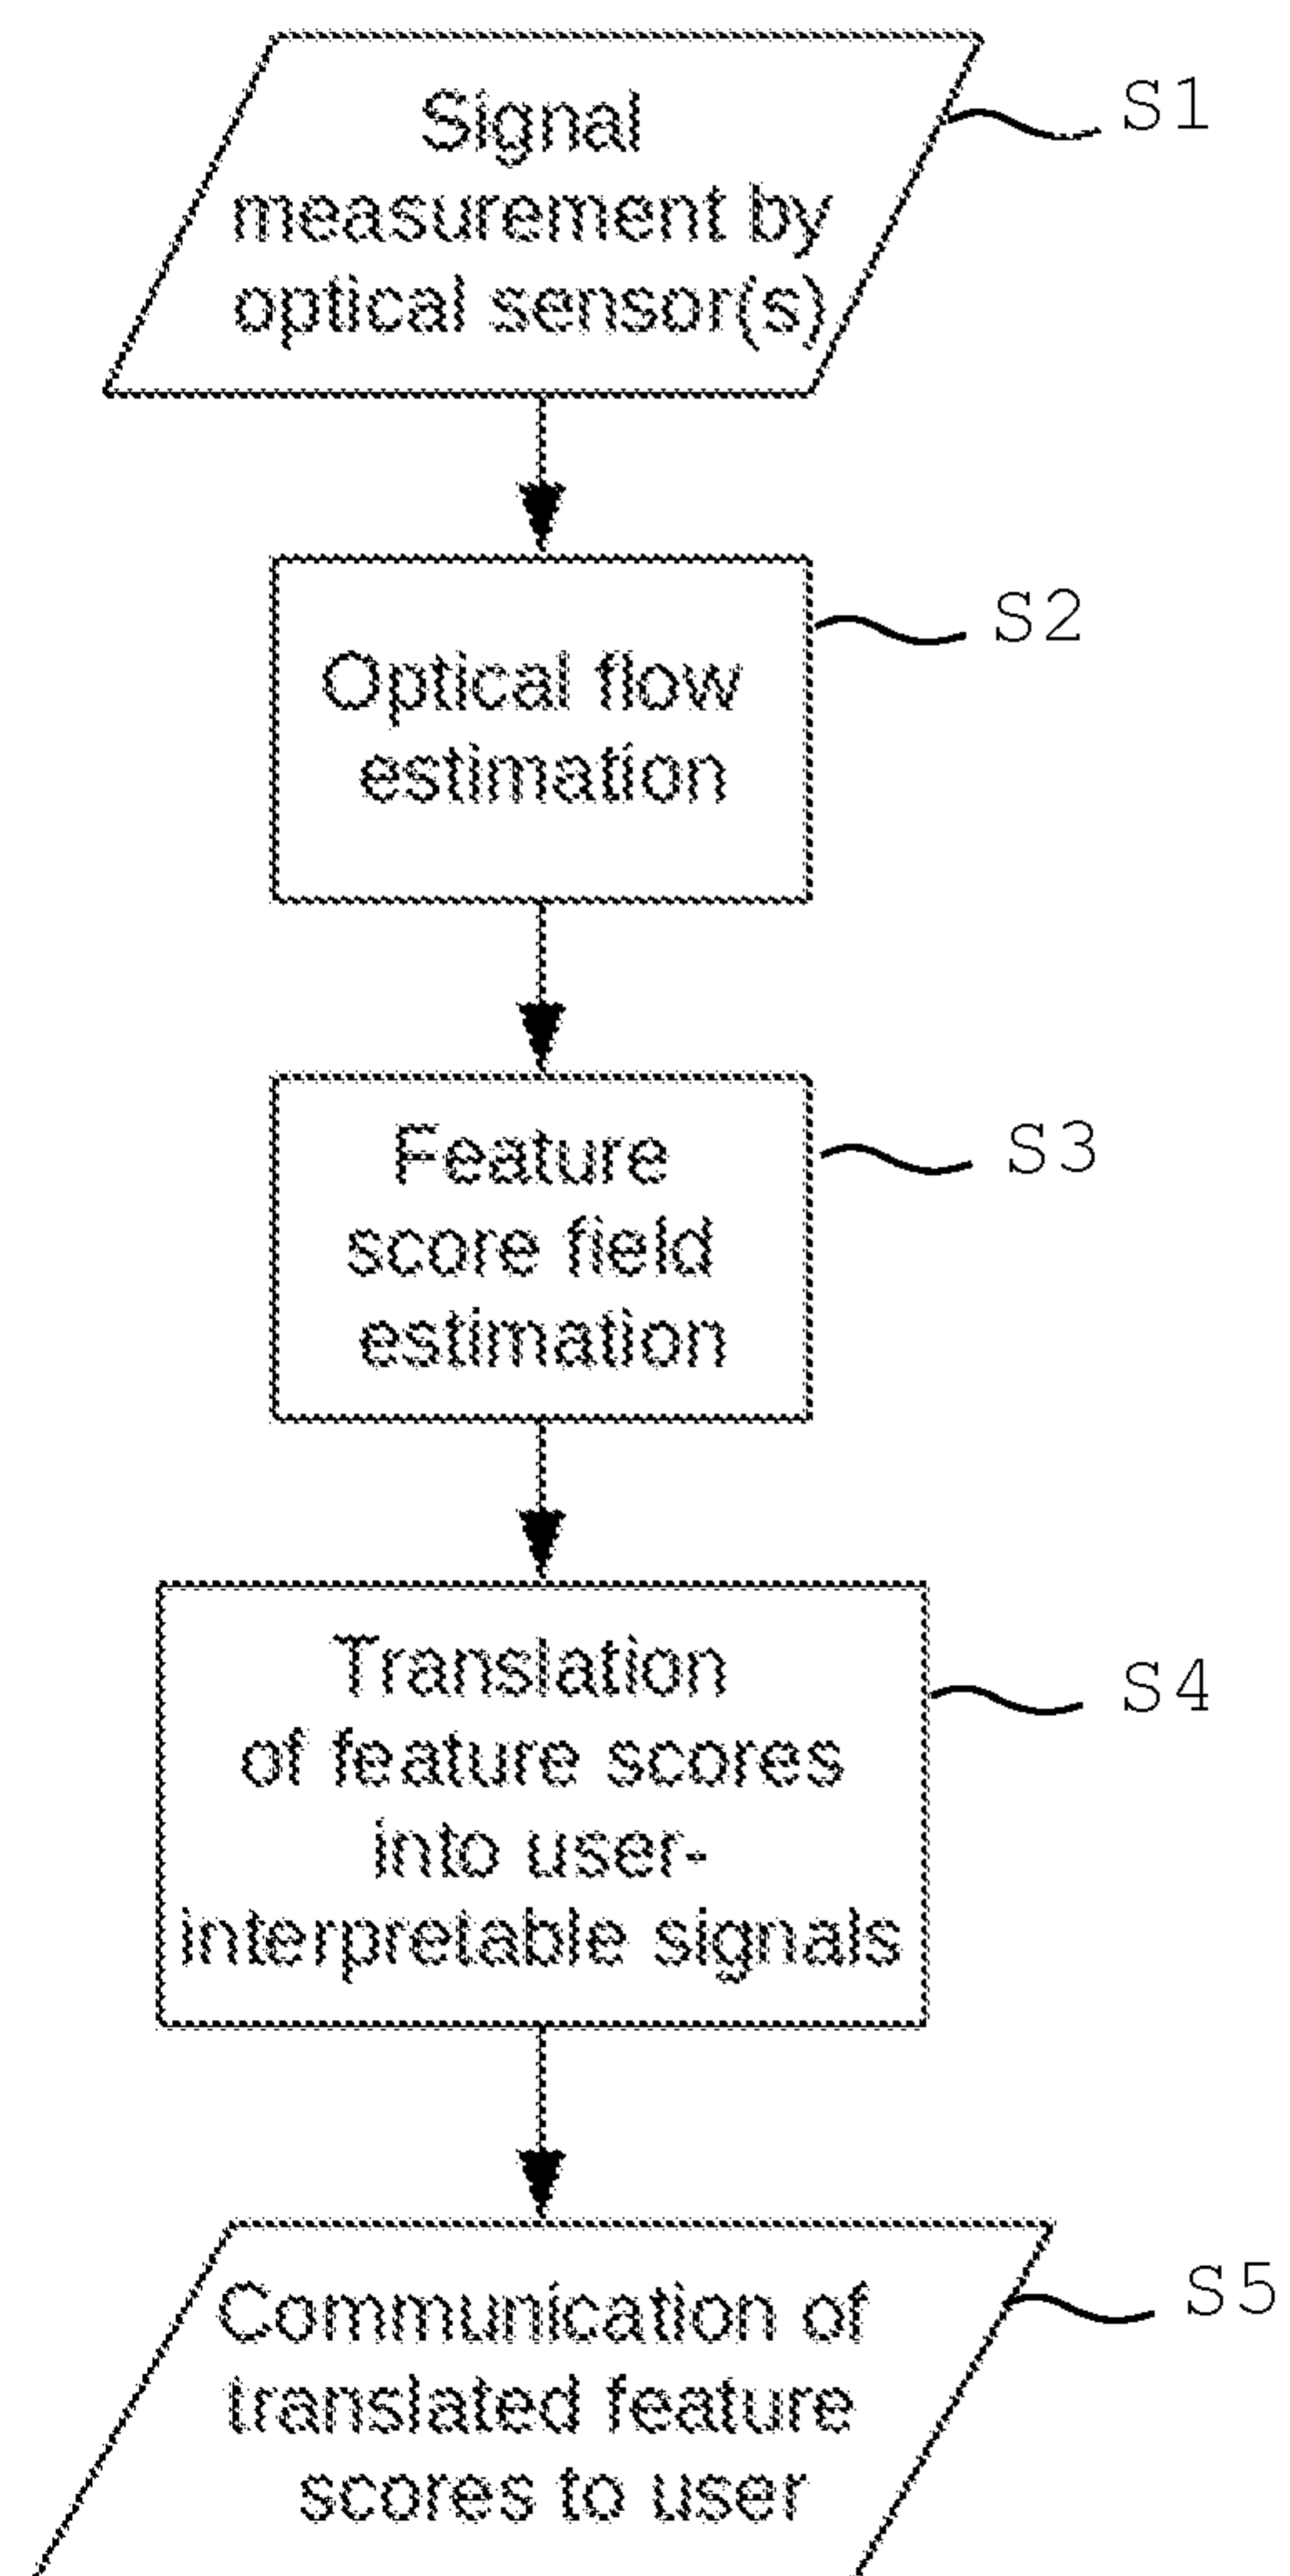 Signal
measurement by
optical sensor(s)
S1
Optical flow
estimation
S2
Feature
score field
estimation
S3
Translation
of feature scores
into user-
interpretable signals
S4
Communication of
translated feature
scores to user
S5